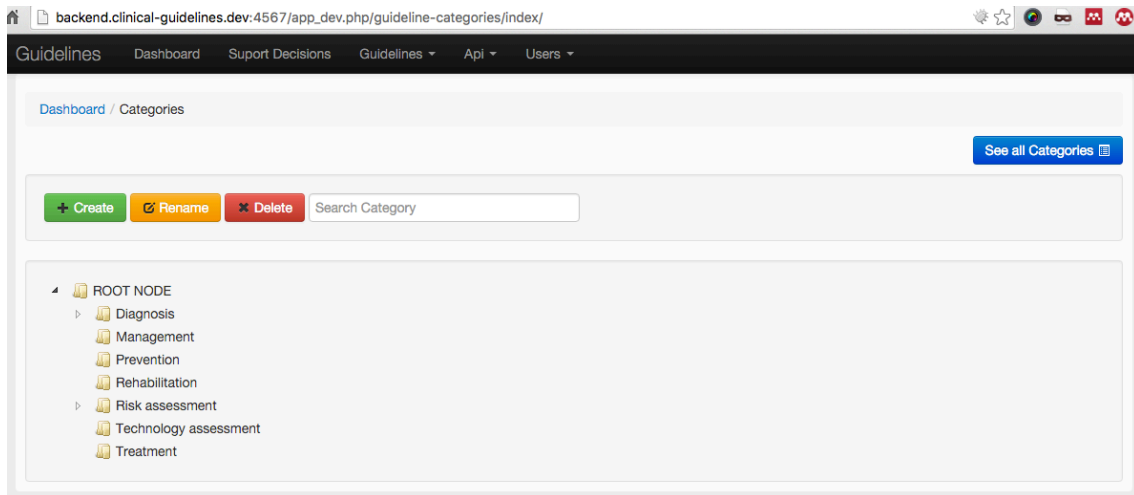 backend.clinical-guidelines.dev:4567/app_dev.php/guideline-categories/index/
Guidelines Dashboard Suport Decisions Guidelines Api Users
Dashboard / Categories
See all Categories
Create Rename Delete Search Category
ROOT NODE
Diagnosis
Management
Prevention
Rehabilitation
Risk assessment
Technology assessment
Treatment